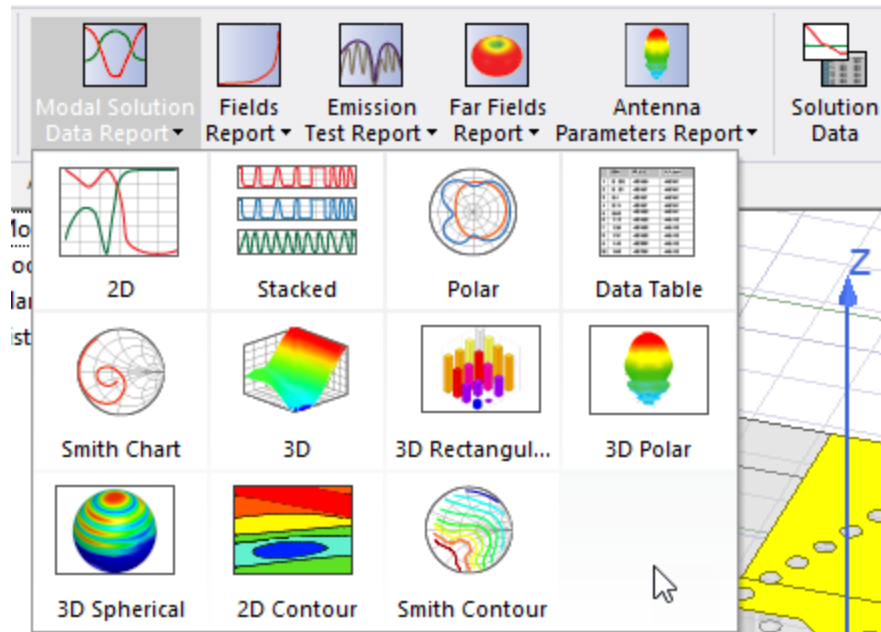 Modal Solution
Data Report
Fields
Report
Emission
Test Report
Far Fields
Report
Antenna
Parameters Report
Solution
Data
2D
Stacked
Polar
Data Table
Smith Chart
3D
3D Rectangul...
3D Polar
3D Spherical
2D Contour
Smith Contour
Z